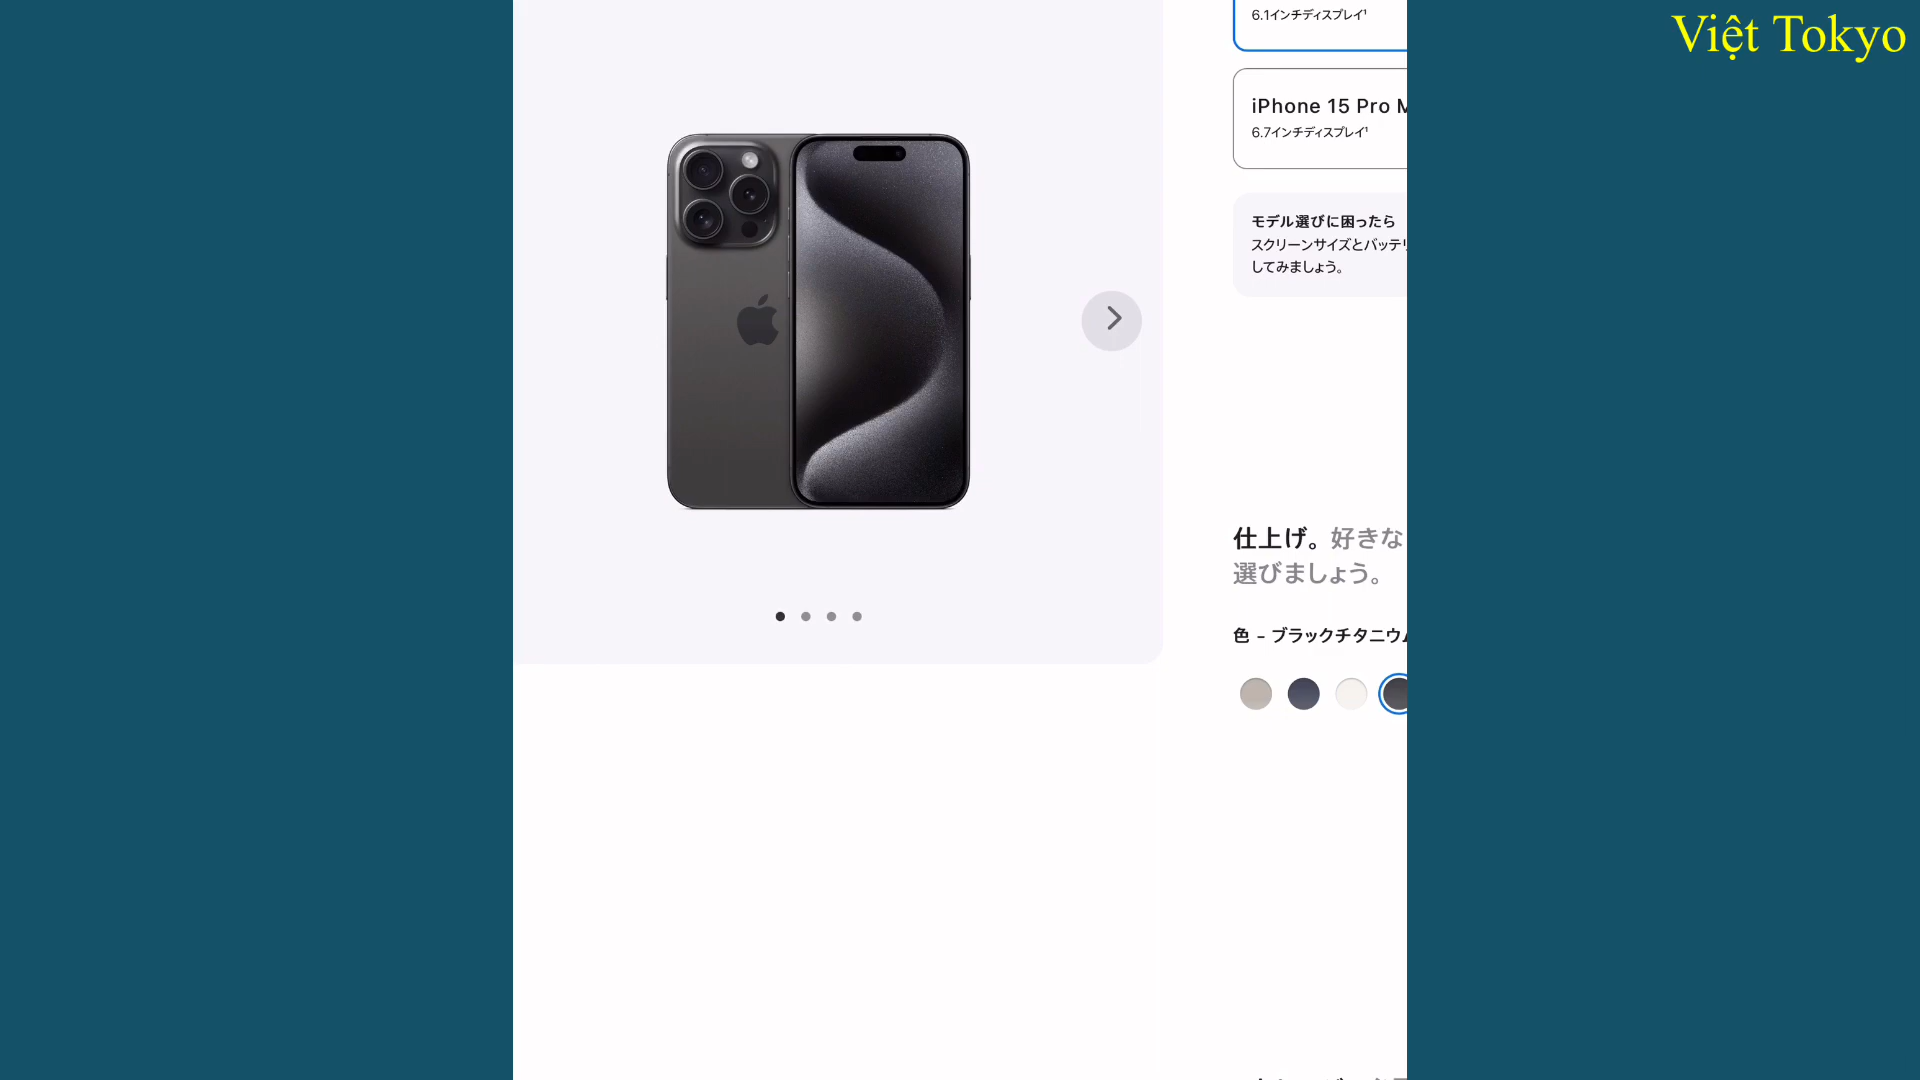 Việt Tokyo
6.1インチディスプレイ¹
iPhone 15 Pro
6.7インチディスプレイ¹
モデル選びに困ったら
スクリーンサイズとバッテリ
してみましょう。
仕上げ。好きな
選びましょう。
色 - ブラックチタニウム